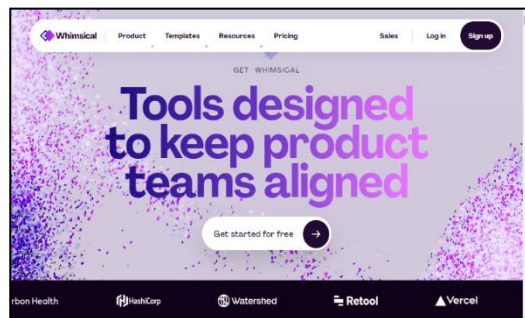 Whimsical Product Templates Resources Pricing Sales Log in Sign up
GET WHIMSICAL
Tools designed
to keep product
teams aligned
Get started for free →
rbon Health HashiCorp Watershed Retool Vercel